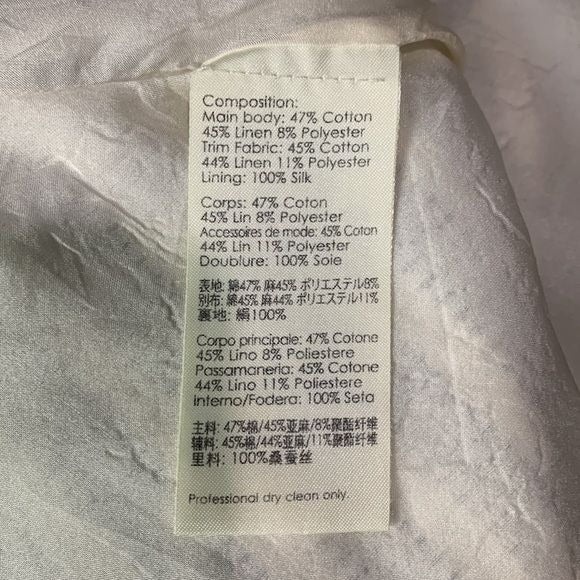 Composition:
Main body: 47% Cotton
45% Linen 8% Polyester
Trim Fabric: 45% Cotton
44% Linen 11% Polyester
Lining: 100% Silk
Corps: 47% Coton
45% Lin 8% Polyester
Accessoires de mode: 45% Coton
44% Lin 11% Polyester
Doublure: 100% Soie
表地: 綿47% 麻45% ポリエステル8%
別布: 綿45% 麻44% ポリエステル11%
裏地: 絹100%
Corpo principale: 47% Cotone
45% Lino 8% Poliestere
Passamaneria: 45% Cotone
44% Lino 11% Poliestere
Interno/Fodera: 100% Seta
主料: 47%棉/45%亚麻/8%聚酯纤维
辅料: 45%棉/44%亚麻/11%聚酯纤维
里料: 100%桑蚕丝
Professional dry clean only.